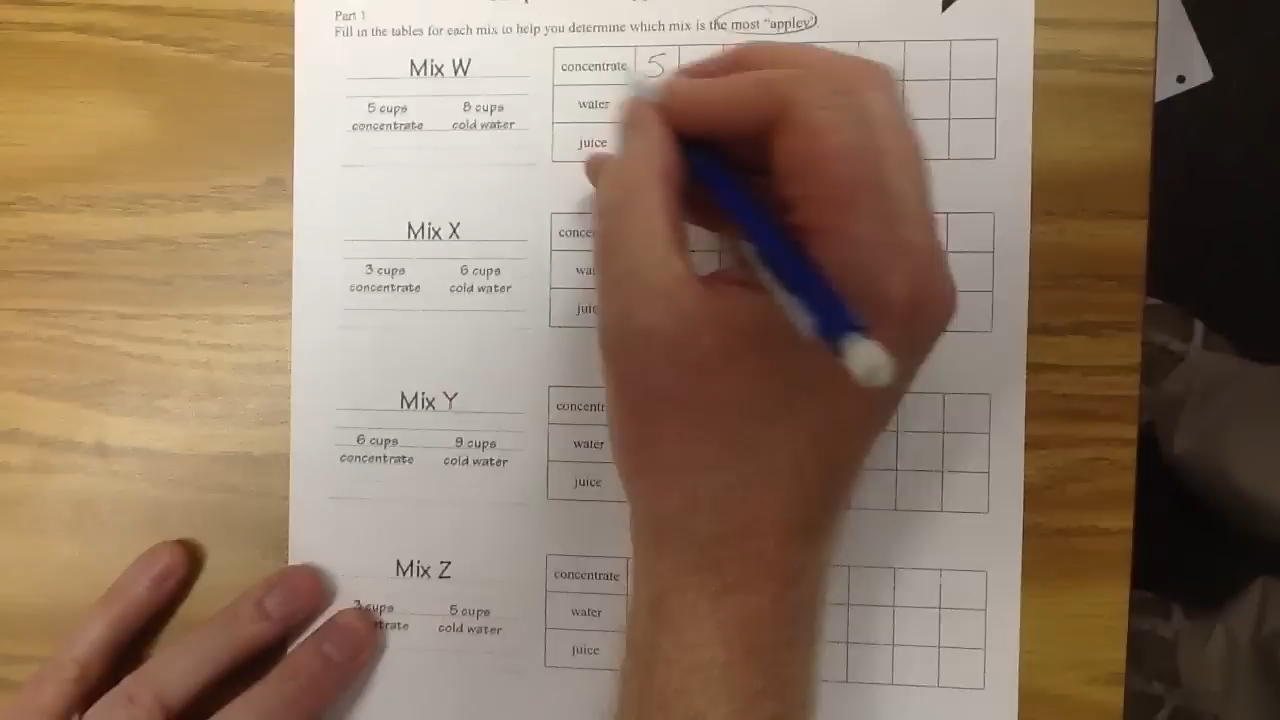 Part 1
Fill in the tables for each mix to help you determine which mix is the most "appley"
Mix W
5 cups 8 cups
concentrate cold water
concentrate 5
water
juice
Mix X
3 cups 6 cups
concentrate cold water
Mix Y
6 cups 9 cups
concentrate cold water
water
juice
Mix Z
3 cups 5 cups
cold water
concentrate
water
juice